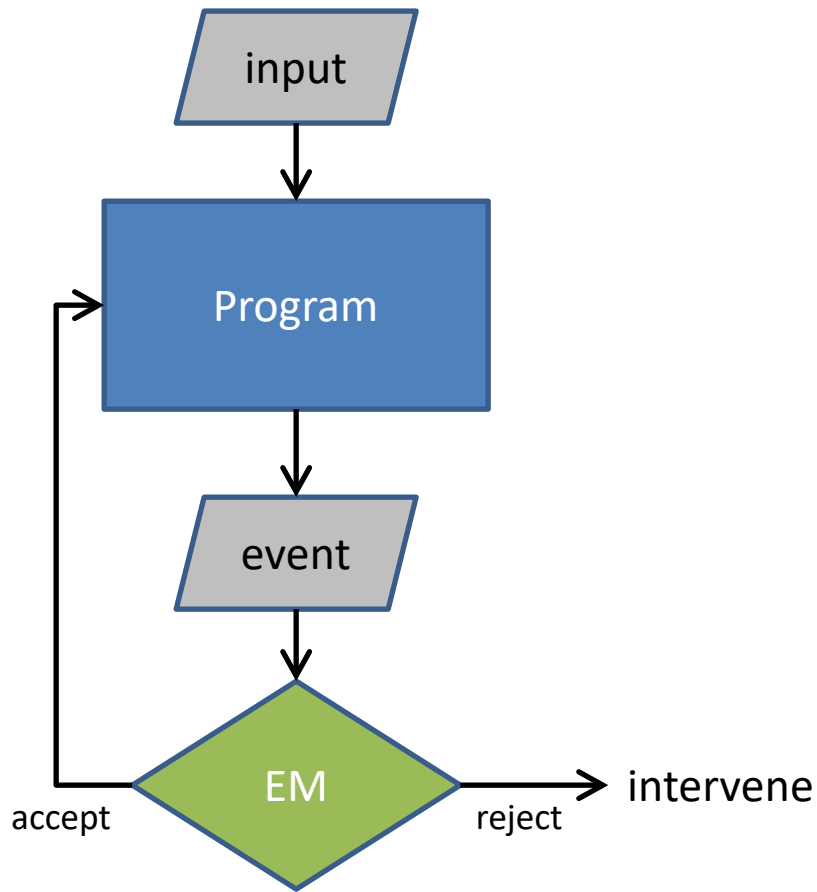 input
Program
event
EM
accept
reject
intervene